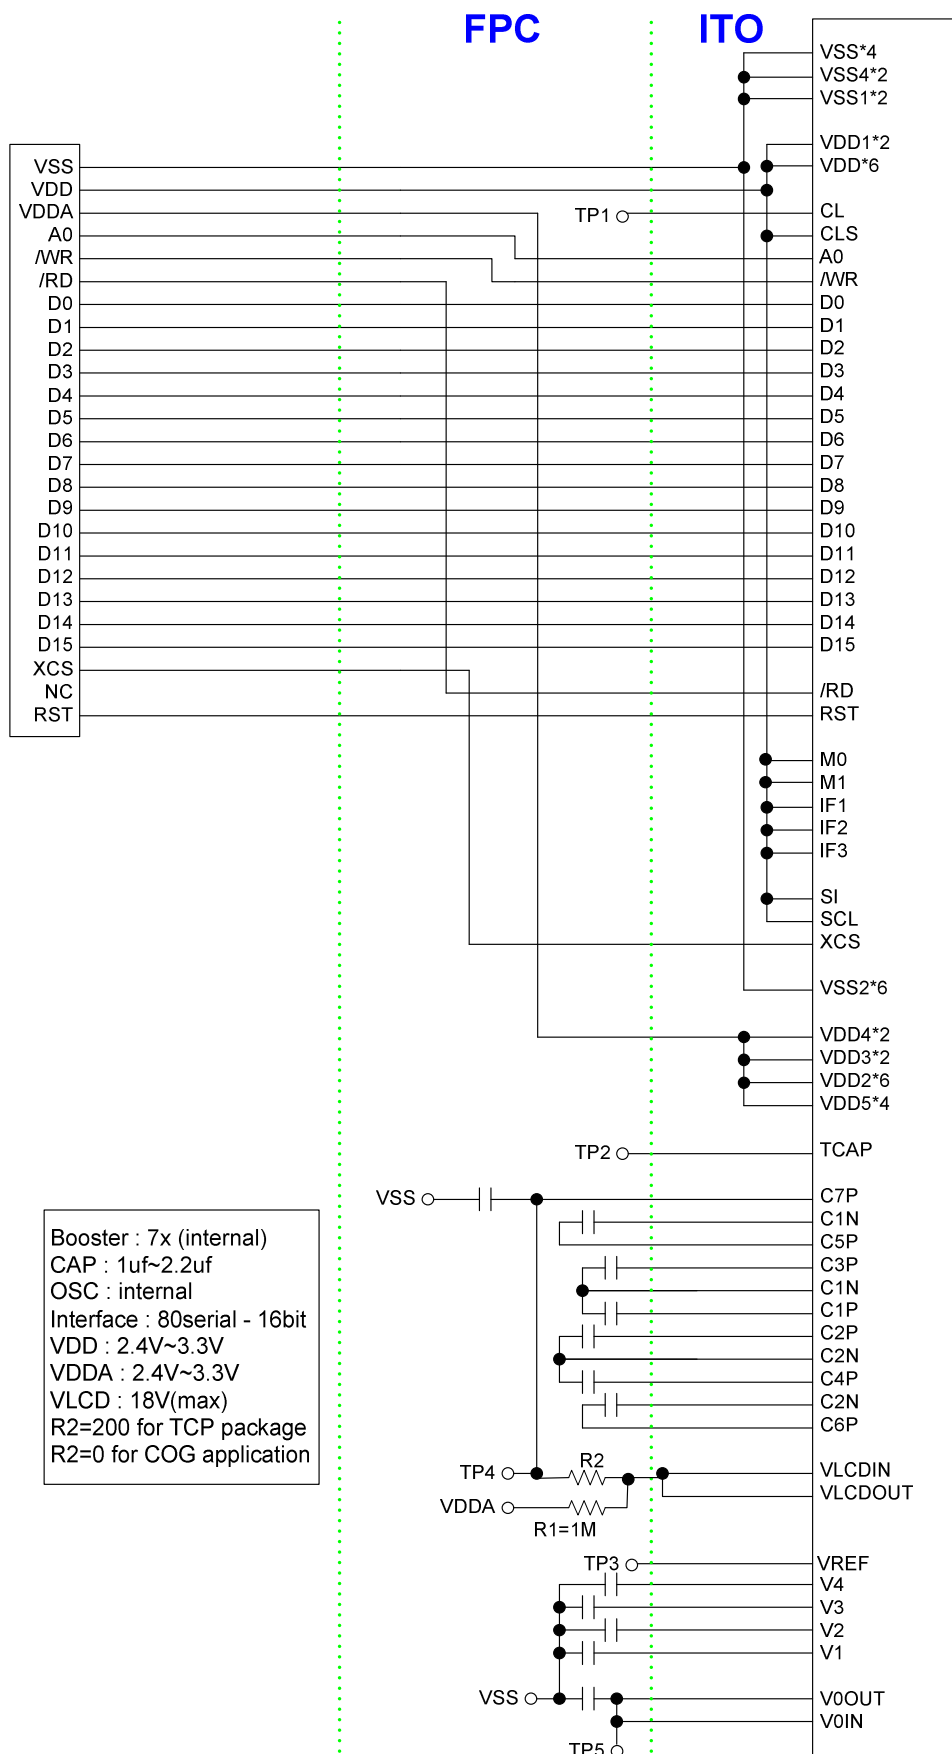 FPC
ITO
VSS
VDD
VDDA
A0
/WR
/RD
D0
D1
D2
D3
D4
D5
D6
D7
D8
D9
D10
D11
D12
D13
D14
D15
XCS
NC
RST
VSS*4
VSS4*2
VSS1*2
VDD1*2
VDD*6
TP1
CL
CLS
A0
/WR
D0
D1
D2
D3
D4
D5
D6
D7
D8
D9
D10
D11
D12
D13
D14
D15
/RD
RST
M0
M1
IF1
IF2
IF3
SI
SCL
XCS
VSS2*6
VDD4*2
VDD3*2
VDD2*6
VDD5*4
TP2
TCAP
VSS
C7P
C1N
C5P
C3P
C1N
C1P
C2P
C2N
C4P
C2N
C6P
Booster : 7x (internal)
CAP : 1uf~2.2uf
OSC : internal
Interface : 80serial - 16bit
VDD : 2.4V~3.3V
VDDA : 2.4V~3.3V
VLCD : 18V(max)
R2=200 for TCP package
R2=0 for COG application
R2
TP4
VLCDIN
VDDA
VLCDOUT
R1=1M
TP3
VREF
V4
V3
V2
V1
VSS
V0OUT
V0IN
TP5